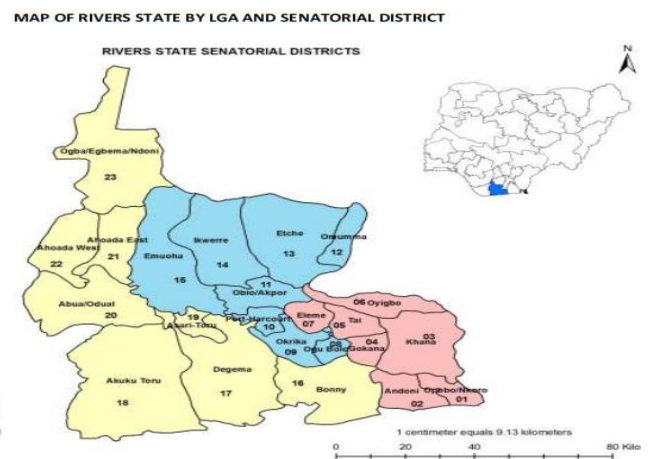 MAP OF RIVERS STATE BY LGA AND SENATORIAL DISTRICT
RIVERS STATE SENATORIAL DISTRICTS
N
Ogba/Egbema/Ndoni
23
Ahoada West
22
Ahoada East
21
Emuoha
15
Ikwerre
14
Etche
13
Omumma
12
11
Obio/Akpor
Abua/Odual
20
19
Asari-Toru
Port-Harcourt
10
Eleme
07
06 Oyigbo
05 Tai
04
Gokana
03
Khana
Okrika
09
08
Ogu Bolo
Akuku Toru
18
Degema
17
16
Bonny
Andoni
02
Opobo/Nkoro
01
1 centimeter equals 9.13 kilometers
0 20 40 80 Kilo